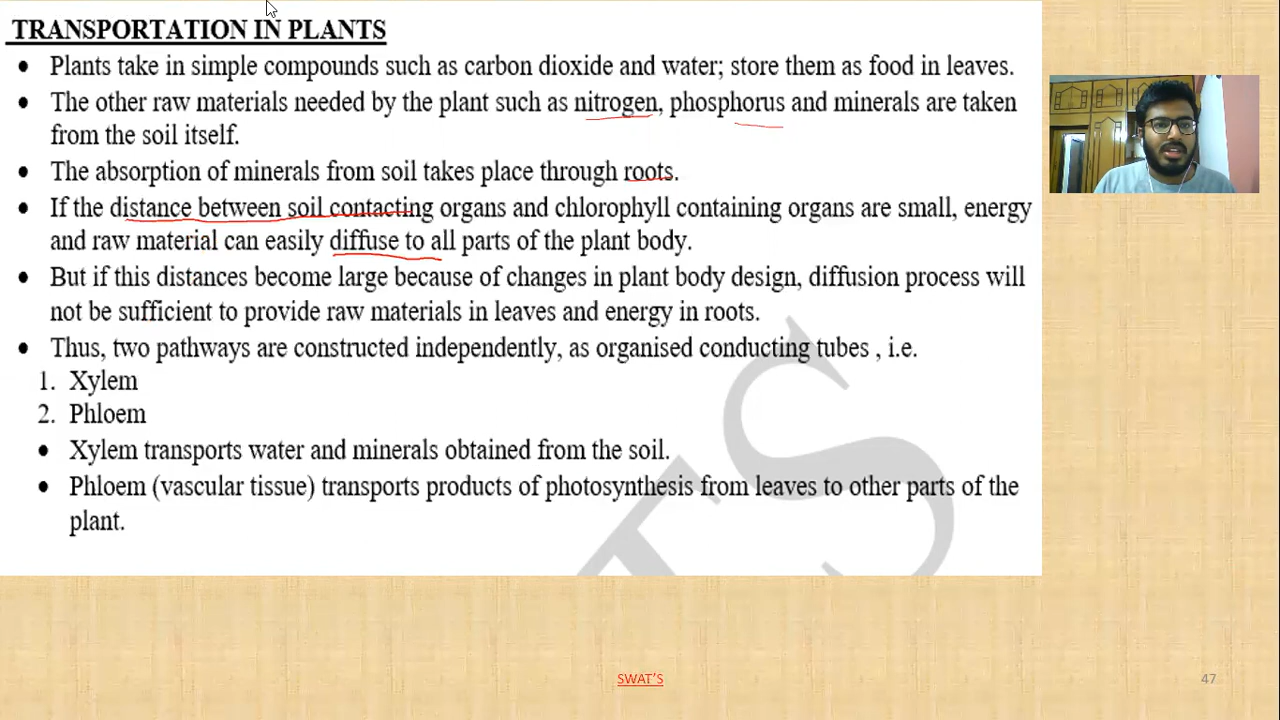 TRANSPORTATION IN PLANTS
• Plants take in simple compounds such as carbon dioxide and water; store them as food in leaves.
• The other raw materials needed by the plant such as nitrogen, phosphorus and minerals are taken
from the soil itself.
• The absorption of minerals from soil takes place through roots.
• If the distance between soil contacting organs and chlorophyll containing organs are small, energy
and raw material can easily diffuse to all parts of the plant body.
• But if this distances become large because of changes in plant body design, diffusion process will
not be sufficient to provide raw materials in leaves and energy in roots.
• Thus, two pathways are constructed independently, as organised conducting tubes , i.e.
1. Xylem
2. Phloem
• Xylem transports water and minerals obtained from the soil.
• Phloem (vascular tissue) transports products of photosynthesis from leaves to other parts of the
plant.
TS
SWAT'S
47